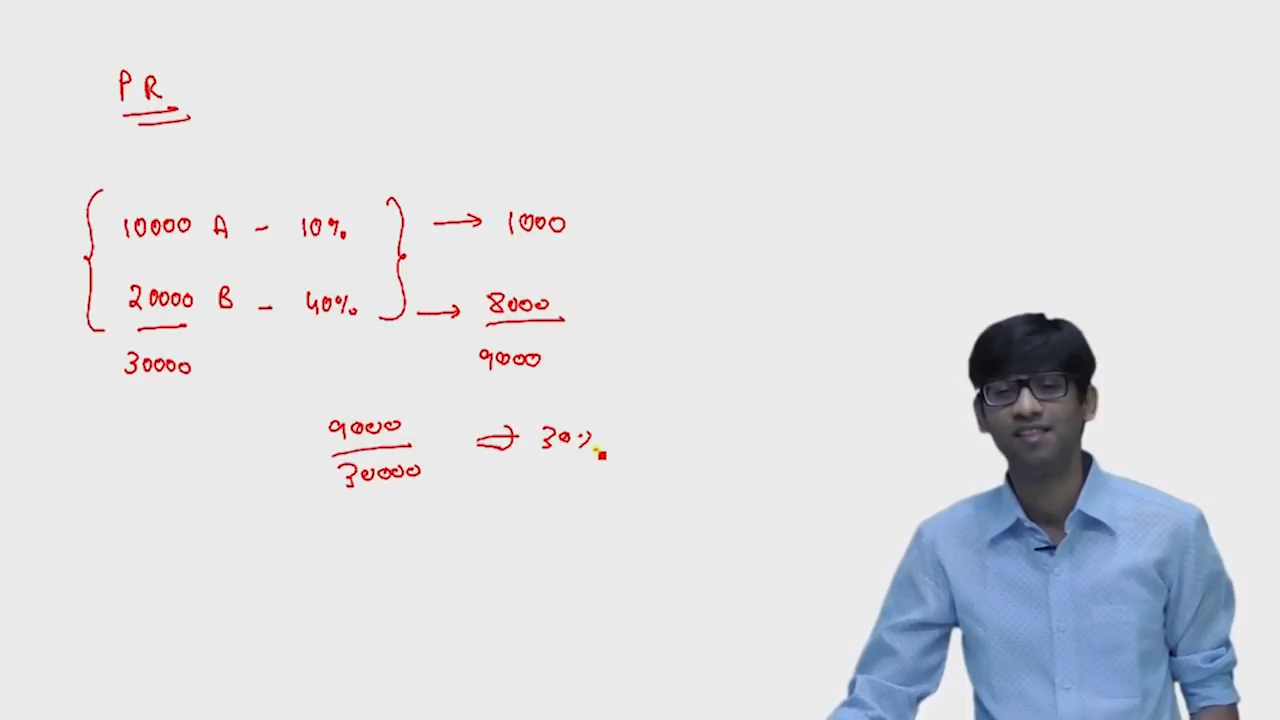 PR
10000 A - 10% → 1000
20000 B - 40% → 8000
30000 9000
9000
30000 ⇒ 30%